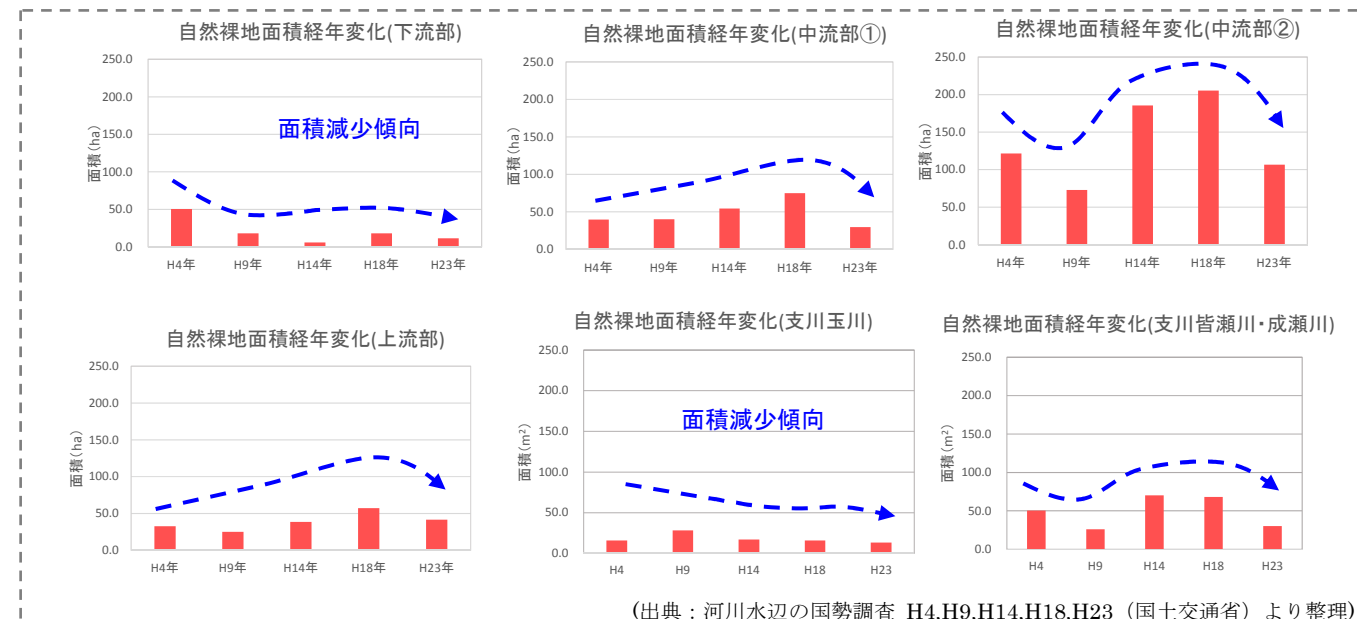 自然裸地面積経年変化(下流部)
250.0
200.0
150.0
100.0
50.0
0.0
面積(ha)
面積減少傾向
H4年 H9年 H14年 H18年 H23年
自然裸地面積経年変化(中流部①)
250.0
200.0
150.0
100.0
50.0
0.0
面積(ha)
H4年 H9年 H14年 H18年 H23年
自然裸地面積経年変化(中流部②)
250.0
200.0
150.0
100.0
50.0
0.0
面積(ha)
H4年 H9年 H14年 H18年 H23年
自然裸地面積経年変化(上流部)
250.0
200.0
150.0
100.0
50.0
0.0
面積(ha)
H4年 H9年 H14年 H18年 H23年
自然裸地面積経年変化(支川玉川)
250.0
200.0
150.0
100.0
50.0
0.0
面積(m²)
面積減少傾向
H4 H9 H14 H18 H23
自然裸地面積経年変化(支川皆瀬川・成瀬川)
250.0
200.0
150.0
100.0
50.0
0.0
面積(m²)
H4 H9 H14 H18 H23
(出典：河川水辺の国勢調査 H4,H9,H14,H18,H23（国土交通省）より整理)